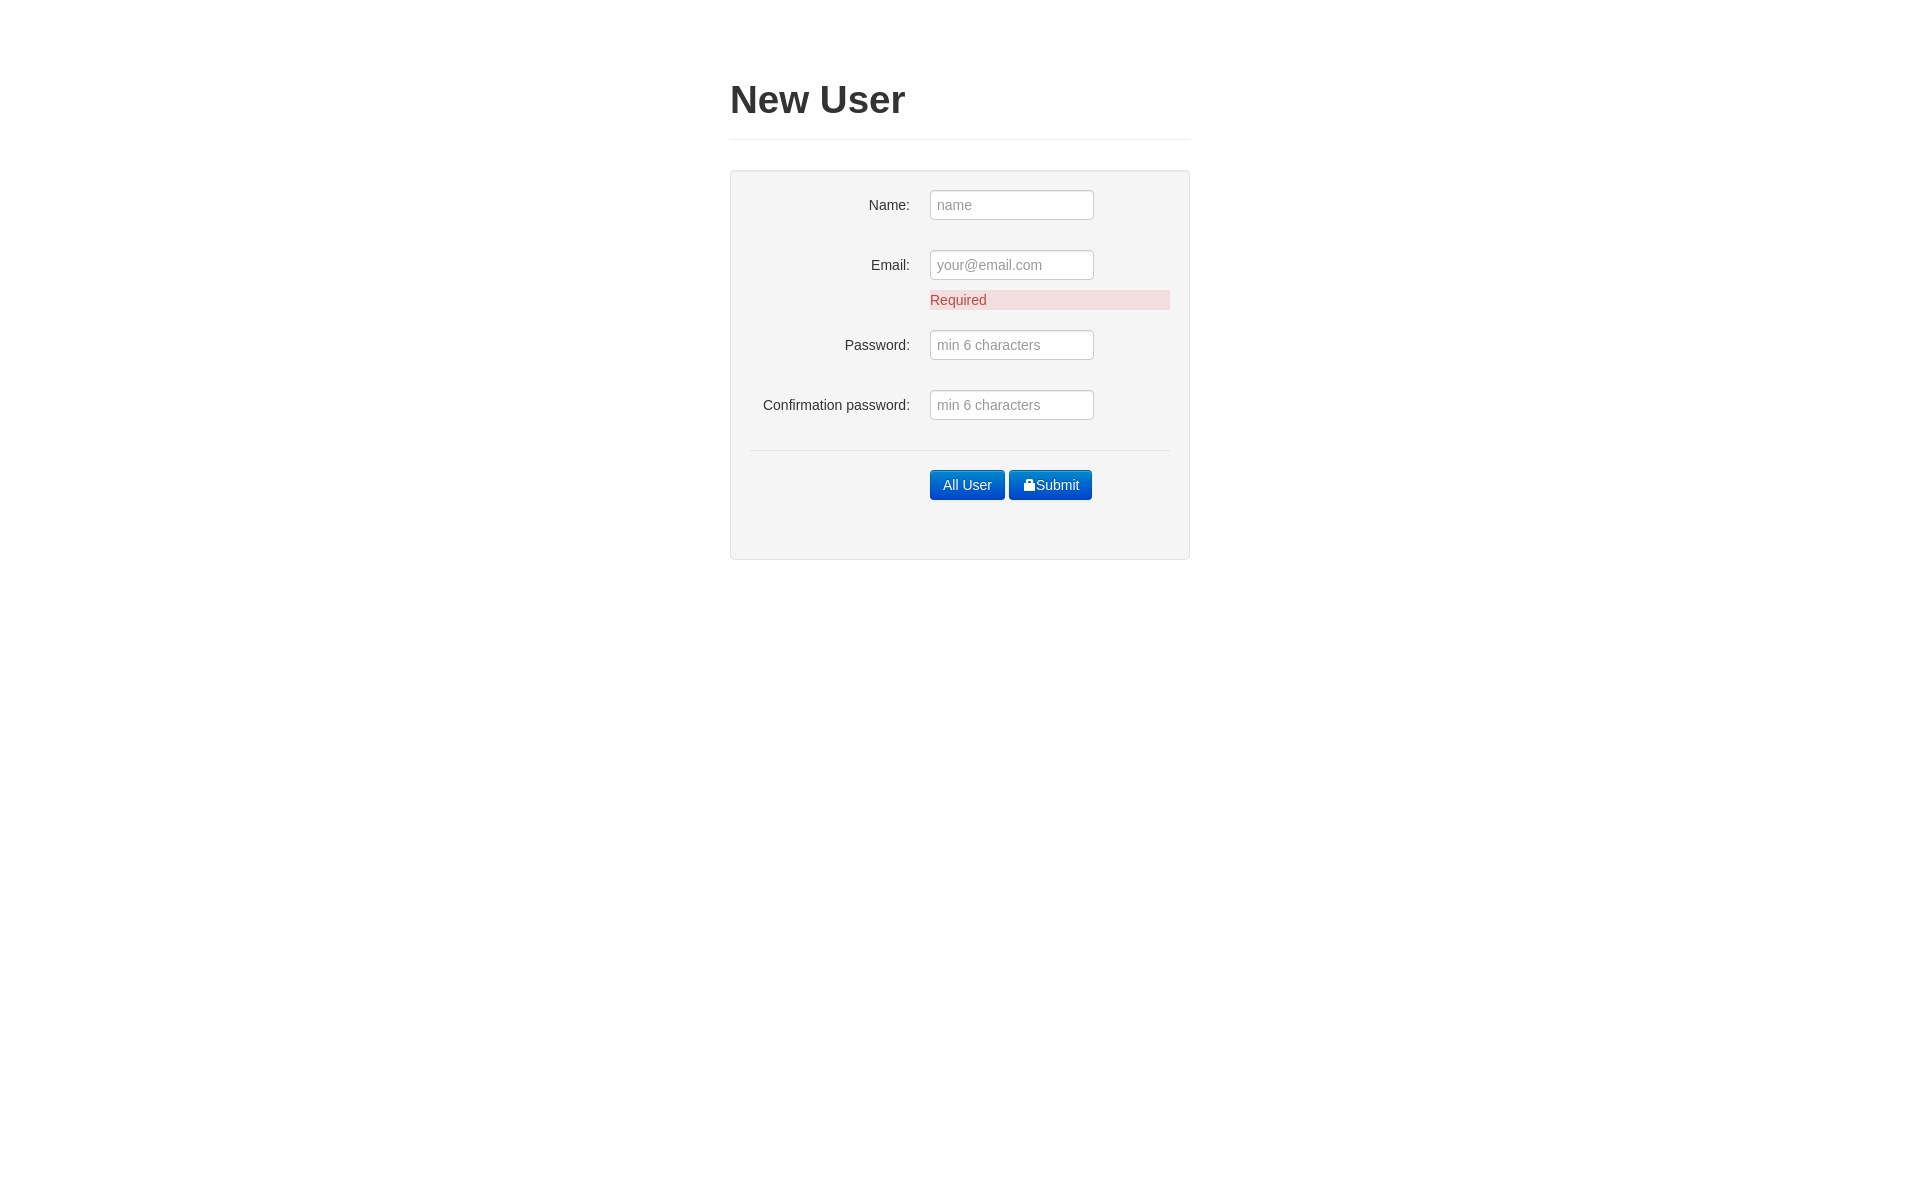 New User
Name: name
Email: your@email.com
Required
Password: min 6 characters
Confirmation password: min 6 characters
All User Submit